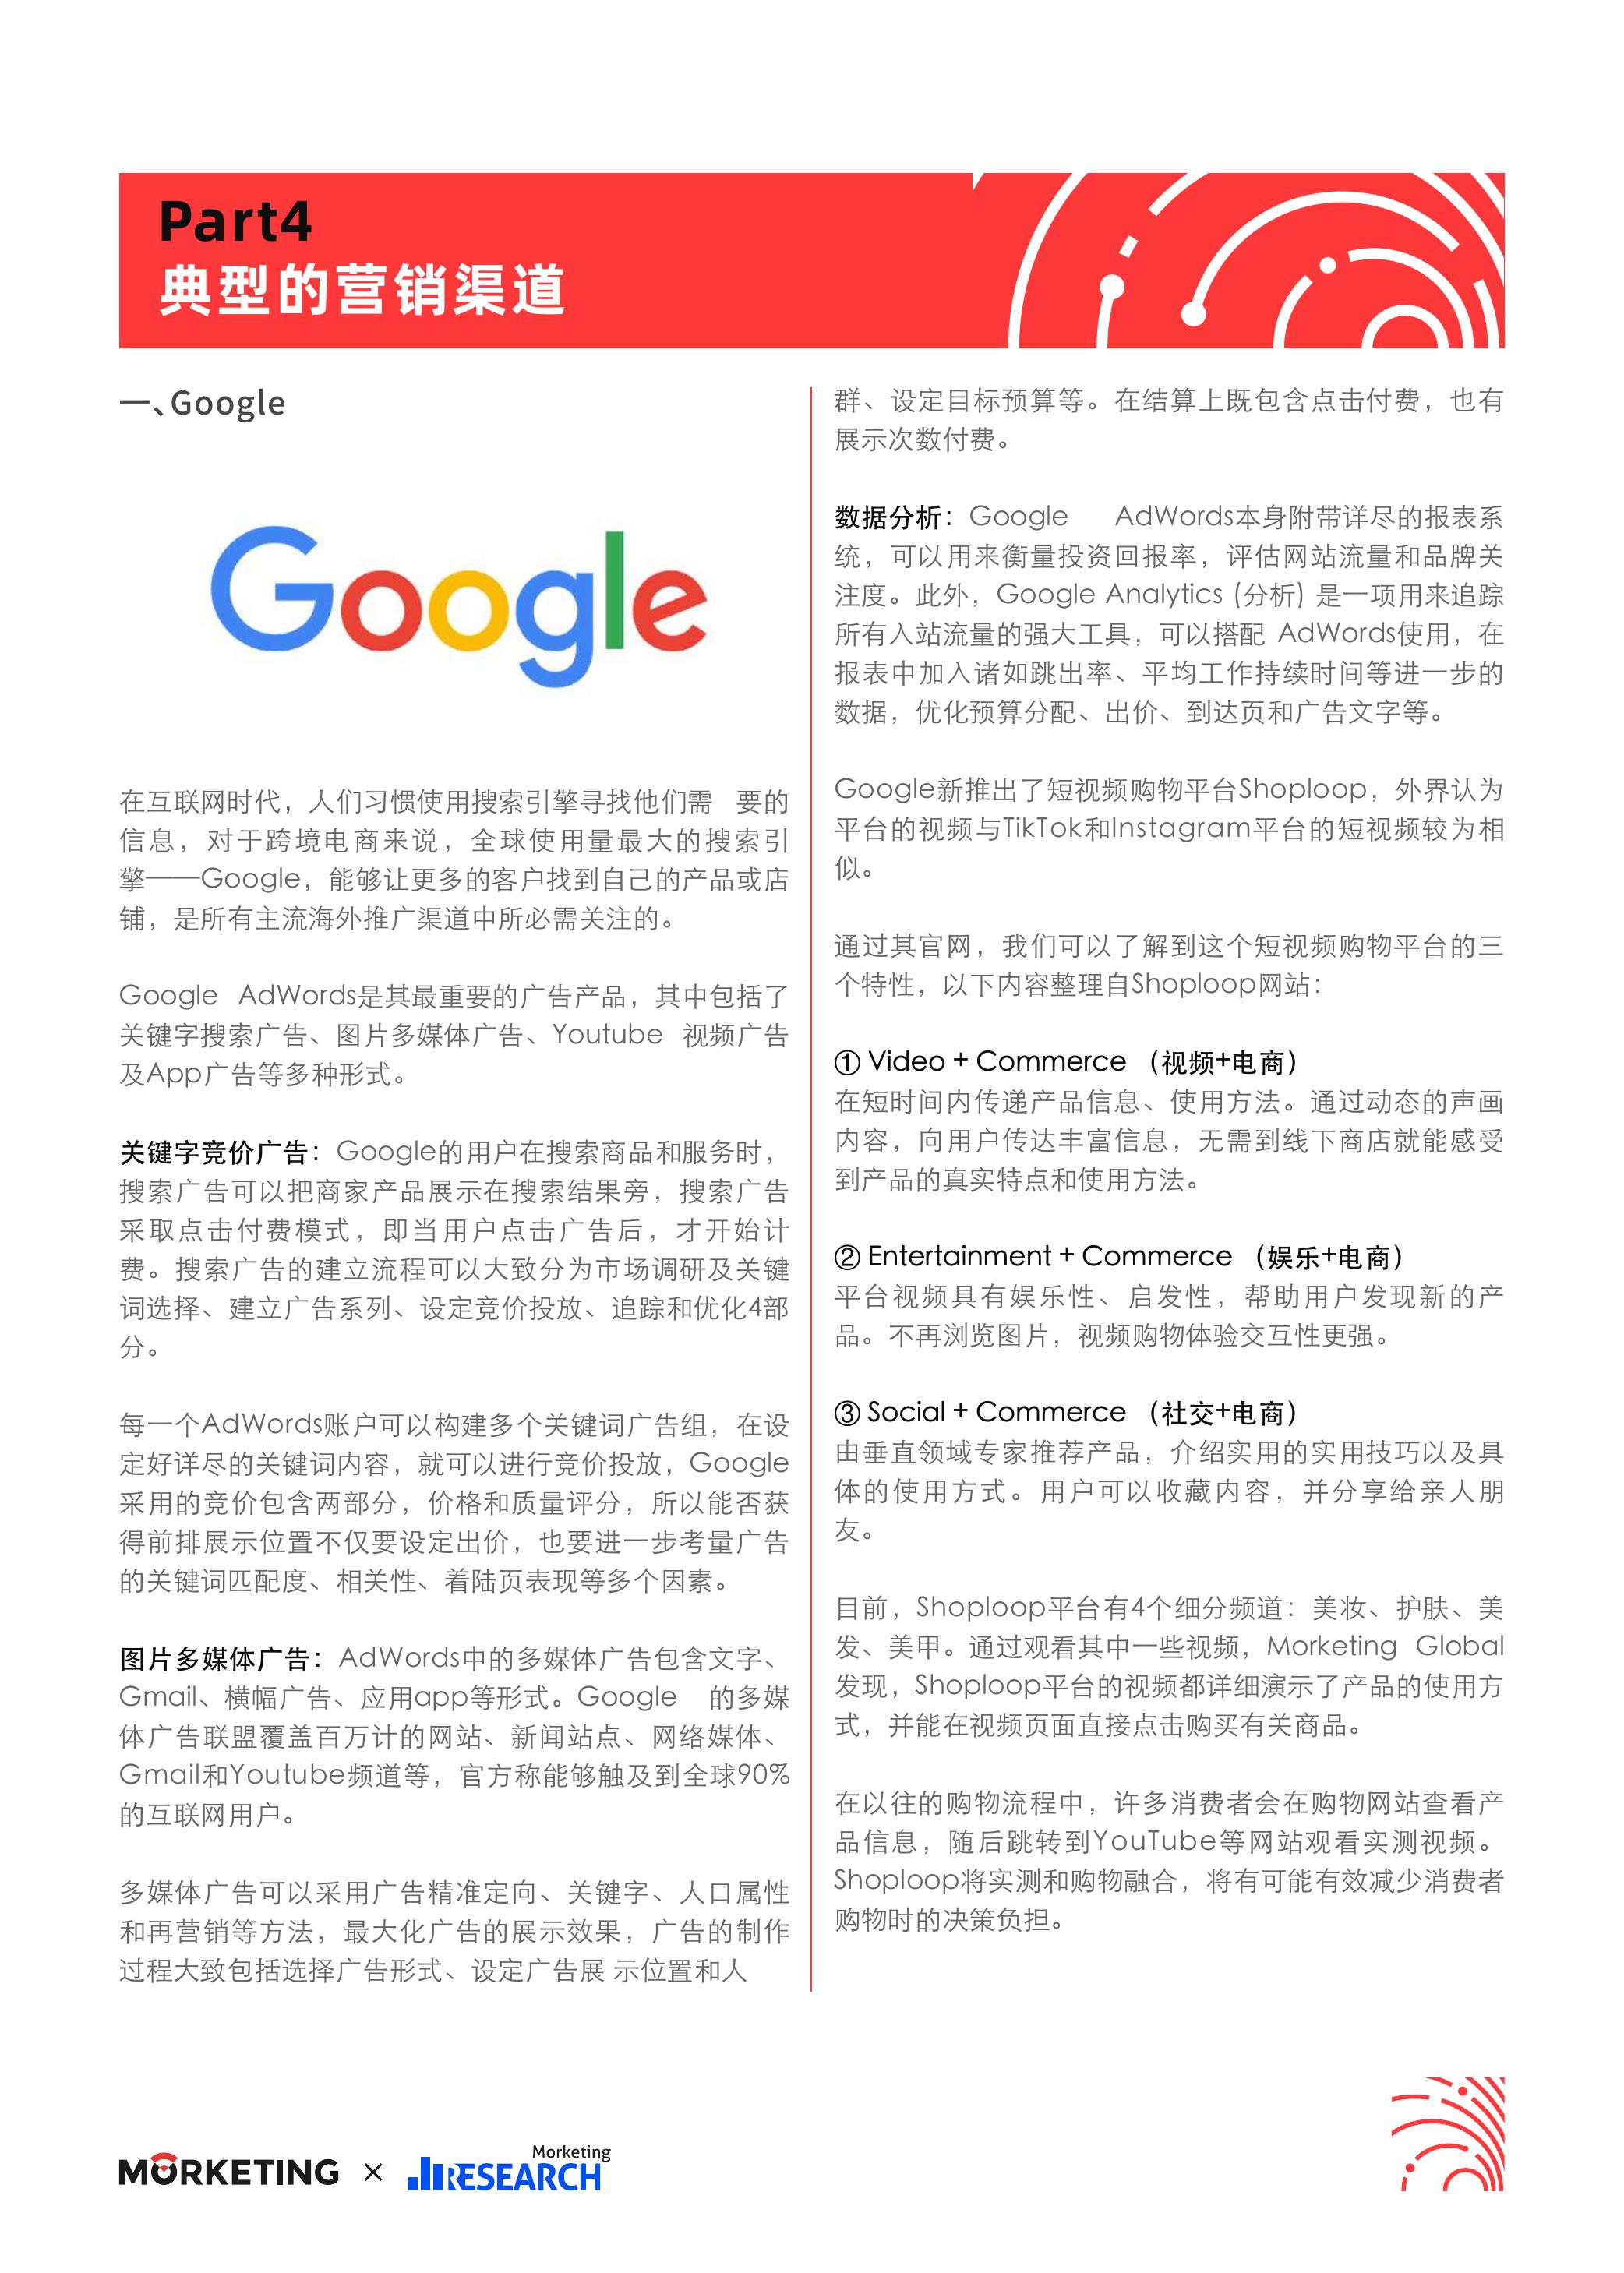 Part4
典型的营销渠道
一、Google
Google
在互联网时代，人们习惯使用搜索引擎寻找他们需 要的
信息，对于跨境电商来说，全球使用量最大的搜索引
擎——Google，能够让更多的客户找到自己的产品或店
铺，是所有主流海外推广渠道中所必需关注的。
Google AdWords是其最重要的广告产品，其中包括了
关键字搜索广告、图片多媒体广告、Youtube 视频广告
及App广告等多种形式。
关键字竞价广告：Google的用户在搜索商品和服务时，
搜索广告可以把商家产品展示在搜索结果旁，搜索广告
采取点击付费模式，即当用户点击广告后，才开始计
费。搜索广告的建立流程可以大致分为市场调研及关键
词选择、建立广告系列、设定竞价投放、追踪和优化4部
分。
每一个AdWords账户可以构建多个关键词广告组，在设
定好详尽的关键词内容，就可以进行竞价投放，Google
采用的竞价包含两部分，价格和质量评分，所以能否获
得前排展示位置不仅要设定出价，也要进一步考量广告
的关键词匹配度、相关性、着陆页表现等多个因素。
图片多媒体广告：AdWords中的多媒体广告包含文字、
Gmail、横幅广告、应用app等形式。Google 的多媒
体广告联盟覆盖百万计的网站、新闻站点、网络媒体、
Gmail和Youtube频道等，官方称能够触及到全球90%
的互联网用户。
多媒体广告可以采用广告精准定向、关键字、人口属性
和再营销等方法，最大化广告的展示效果，广告的制作
过程大致包括选择广告形式、设定广告展 示位置和人
群、设定目标预算等。在结算上既包含点击付费，也有
展示次数付费。
数据分析：Google AdWords本身附带详尽的报表系
统，可以用来衡量投资回报率，评估网站流量和品牌关
注度。此外，Google Analytics (分析) 是一项用来追踪
所有入站流量的强大工具，可以搭配 AdWords使用，在
报表中加入诸如跳出率、平均工作持续时间等进一步的
数据，优化预算分配、出价、到达页和广告文字等。
Google新推出了短视频购物平台Shoploop，外界认为
平台的视频与TikTok和Instagram平台的短视频较为相
似。
通过其官网，我们可以了解到这个短视频购物平台的三
个特性，以下内容整理自Shoploop网站：
① Video + Commerce （视频+电商）
在短时间内传递产品信息、使用方法。通过动态的声画
内容，向用户传达丰富信息，无需到线下商店就能感受
到产品的真实特点和使用方法。
② Entertainment + Commerce （娱乐+电商）
平台视频具有娱乐性、启发性，帮助用户发现新的产
品。不再浏览图片，视频购物体验交互性更强。
③ Social + Commerce （社交+电商）
由垂直领域专家推荐产品，介绍实用的实用技巧以及具
体的使用方式。用户可以收藏内容，并分享给亲人朋
友。
目前，Shoploop平台有4个细分频道：美妆、护肤、美
发、美甲。通过观看其中一些视频，Morketing Global
发现，Shoploop平台的视频都详细演示了产品的使用方
式，并能在视频页面直接点击购买有关商品。
在以往的购物流程中，许多消费者会在购物网站查看产
品信息，随后跳转到YouTube等网站观看实测视频。
Shoploop将实测和购物融合，将有可能有效减少消费者
购物时的决策负担。
MORKETING × Morketing RESEARCH